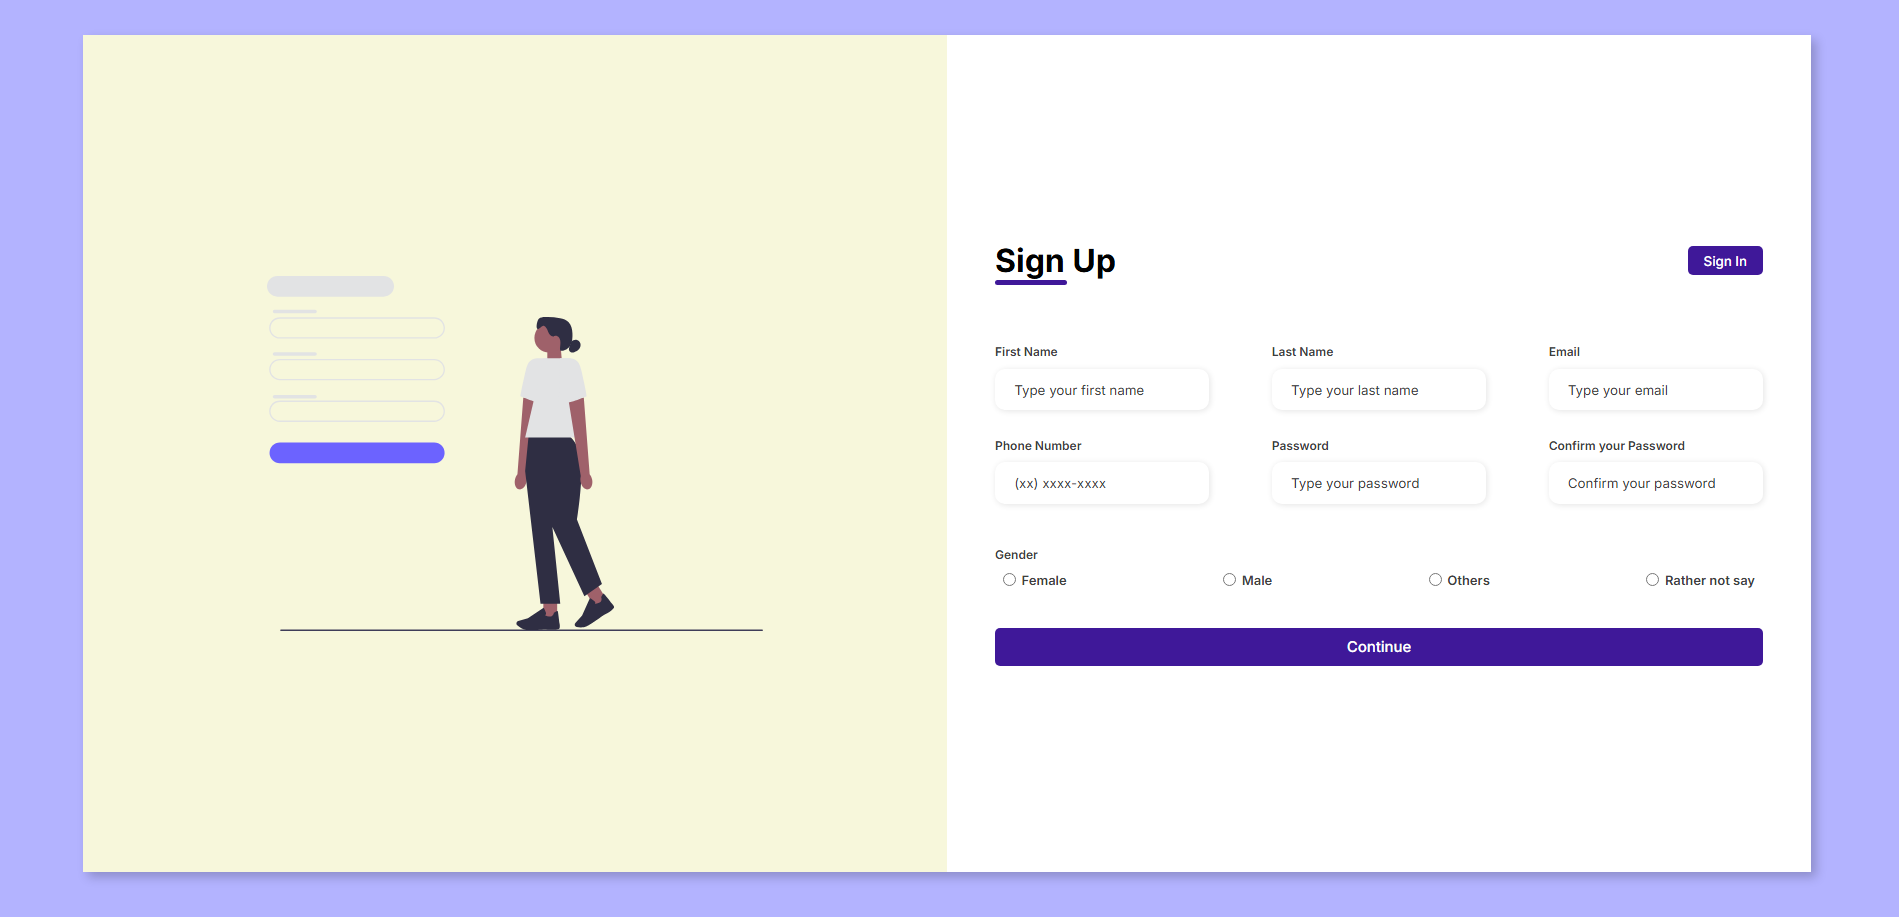 Sign Up
Sign In
First Name
Last Name
Email
Type your first name
Type your last name
Type your email
Phone Number
Password
Confirm your Password
(xx) xxxx-xxxx
Type your password
Confirm your password
Gender
Female
Male
Others
Rather not say
Continue